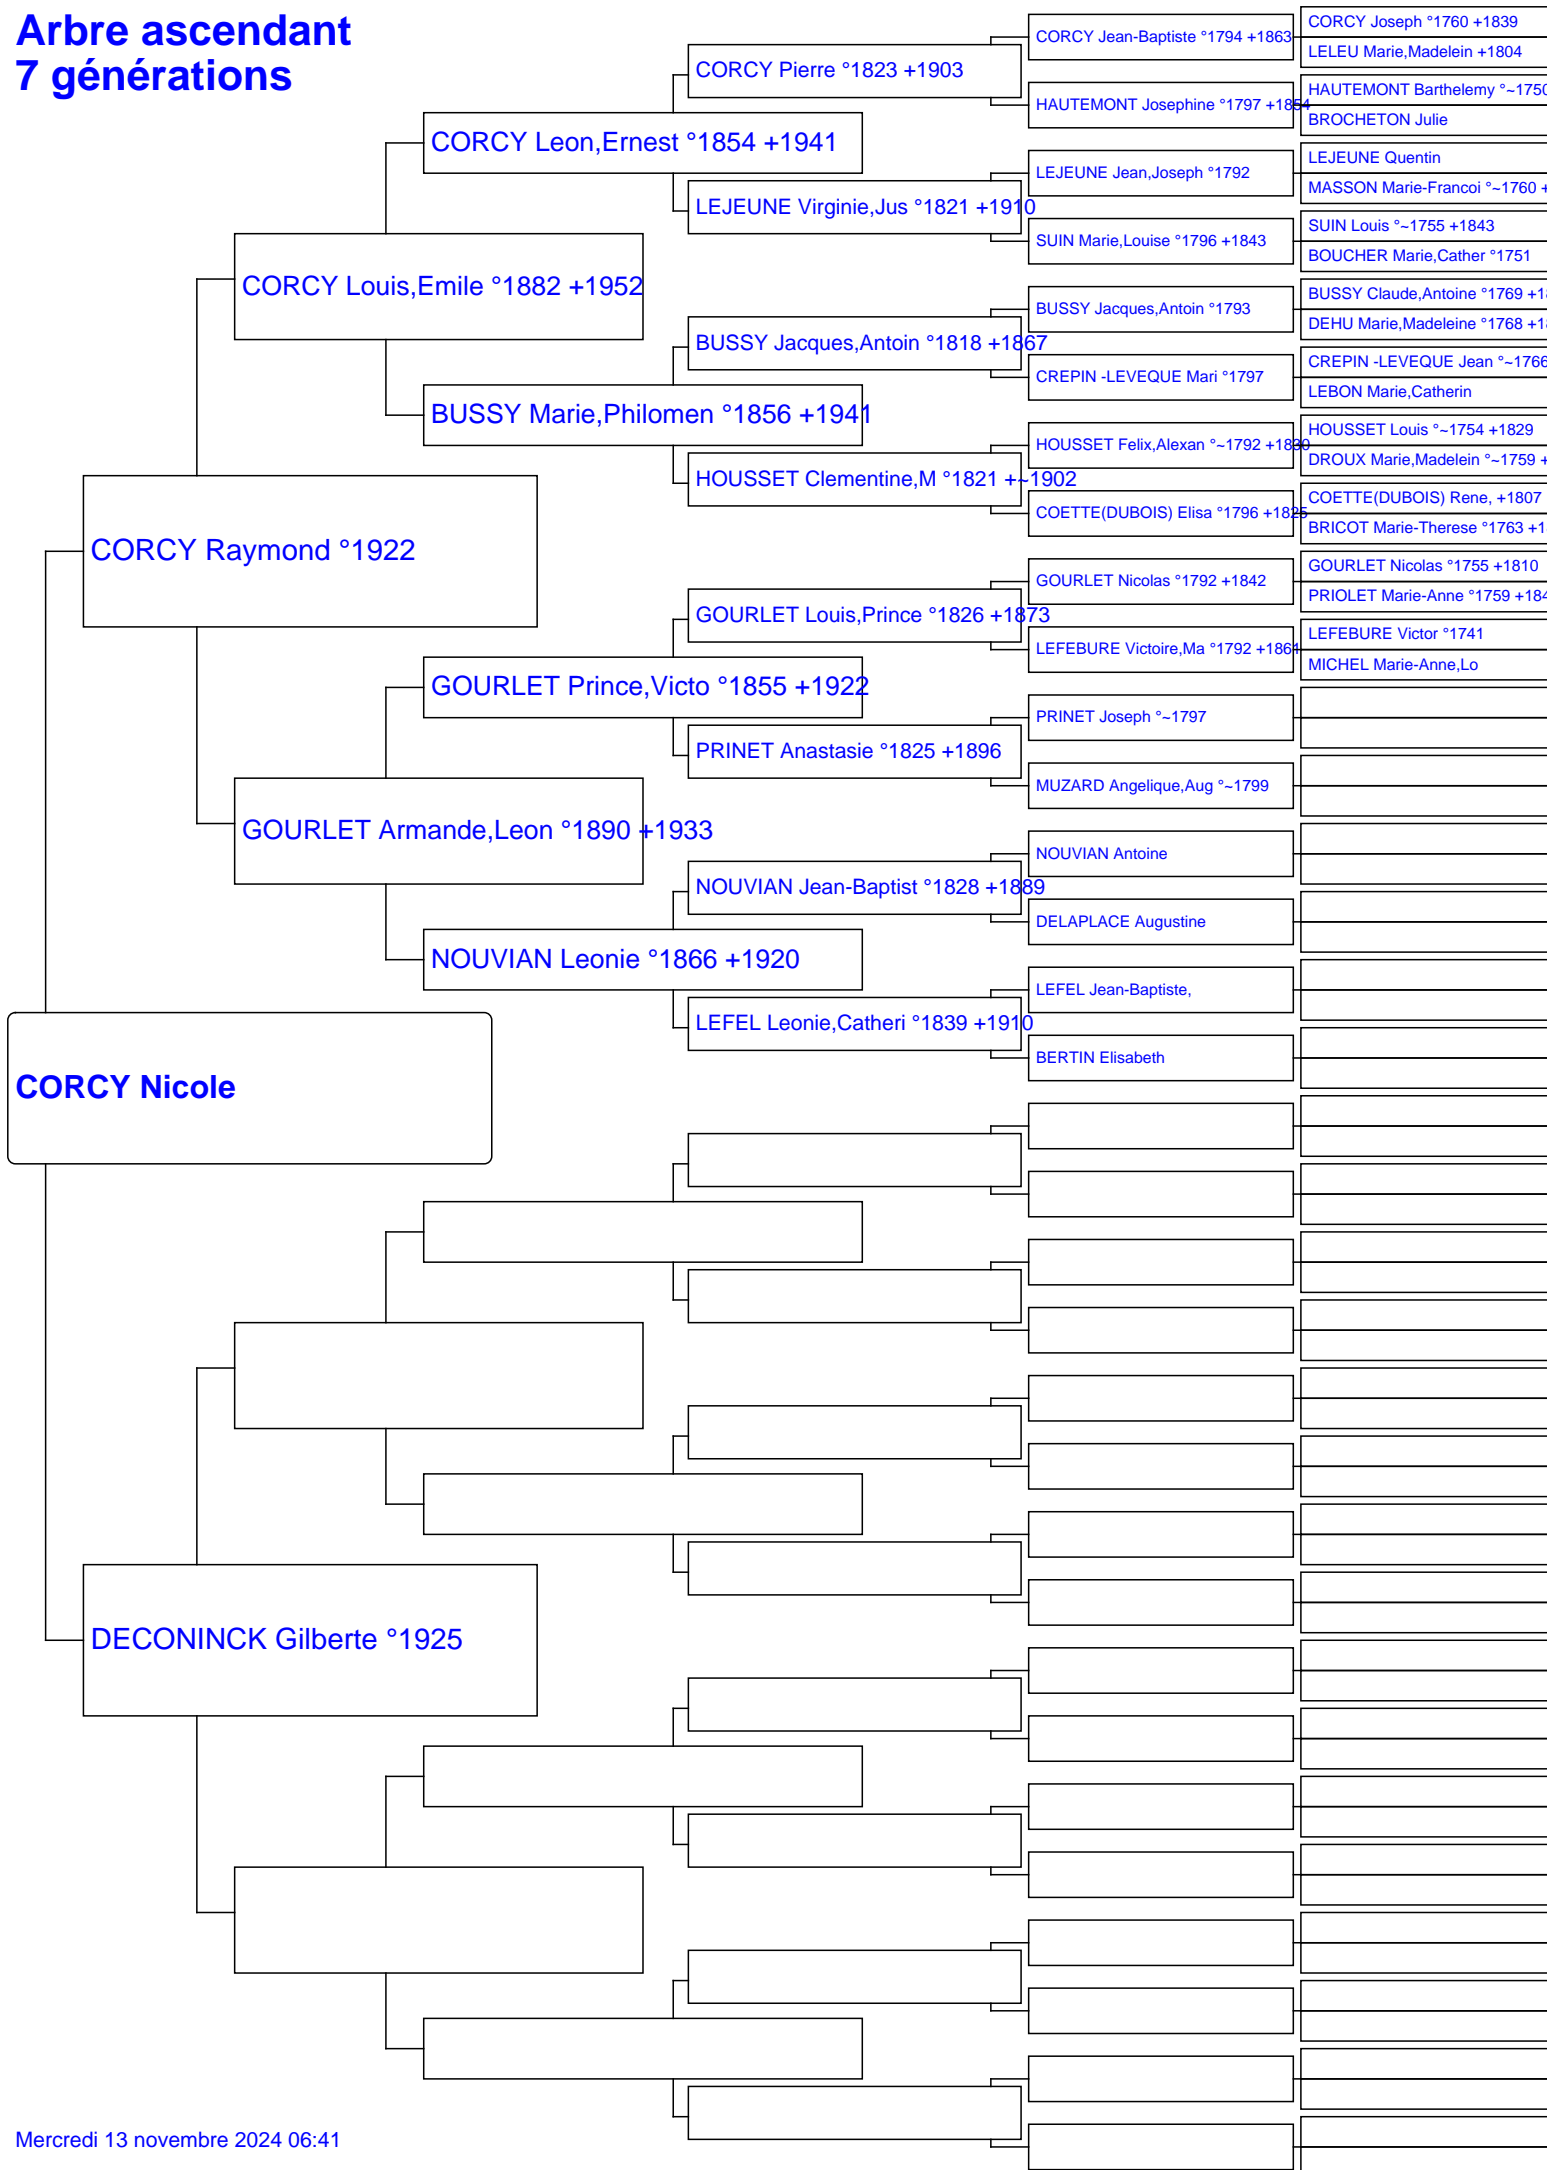 Arbre ascendant
7 générations
CORCY Nicole
CORCY Raymond °1922
DECONINCK Gilberte °1925
CORCY Louis,Emile °1882 +1952
GOURLET Armande,Leon °1890 +1933
CORCY Leon,Ernest °1854 +1941
BUSSY Marie,Philomen °1856 +1941
GOURLET Prince,Victo °1855 +1922
NOUVIAN Leonie °1866 +1920
CORCY Pierre °1823 +1903
LEJEUNE Virginie,Jus °1821 +1910
BUSSY Jacques,Antoin °1818 +1867
HOUSSET Clementine,M °1821 +~1902
GOURLET Louis,Prince °1826 +1873
PRINET Anastasie °1825 +1896
NOUVIAN Jean-Baptist °1828 +1889
LEFEL Leonie,Catheri °1839 +1910
CORCY Jean-Baptiste °1794 +1863
HAUTEMONT Josephine °1797 +1854
LEJEUNE Jean,Joseph °1792
SUIN Marie,Louise °1796 +1843
BUSSY Jacques,Antoin °1793
CREPIN -LEVEQUE Mari °1797
HOUSSET Felix,Alexan °~1792 +1830
COETTE(DUBOIS) Elisa °1796 +1825
GOURLET Nicolas °1792 +1842
LEFEBURE Victoire,Ma °1792 +1861
PRINET Joseph °~1797
MUZARD Angelique,Aug °~1799
NOUVIAN Antoine
DELAPLACE Augustine
LEFEL Jean-Baptiste,
BERTIN Elisabeth
CORCY Joseph °1760 +1839
LELEU Marie,Madelein +1804
HAUTEMONT Barthelemy °~1750
BROCHETON Julie
LEJEUNE Quentin
MASSON Marie-Francoi °~1760 +
SUIN Louis °~1755 +1843
BOUCHER Marie,Cather °1751
BUSSY Claude,Antoine °1769 +18
DEHU Marie,Madeleine °1768 +18
CREPIN -LEVEQUE Jean °~1766
LEBON Marie,Catherin
HOUSSET Louis °~1754 +1829
DROUX Marie,Madelein °~1759 +
COETTE(DUBOIS) Rene, +1807
BRICOT Marie-Therese °1763 +1
GOURLET Nicolas °1755 +1810
PRIOLET Marie-Anne °1759 +184
LEFEBURE Victor °1741
MICHEL Marie-Anne,Lo
Mercredi 13 novembre 2024 06:41